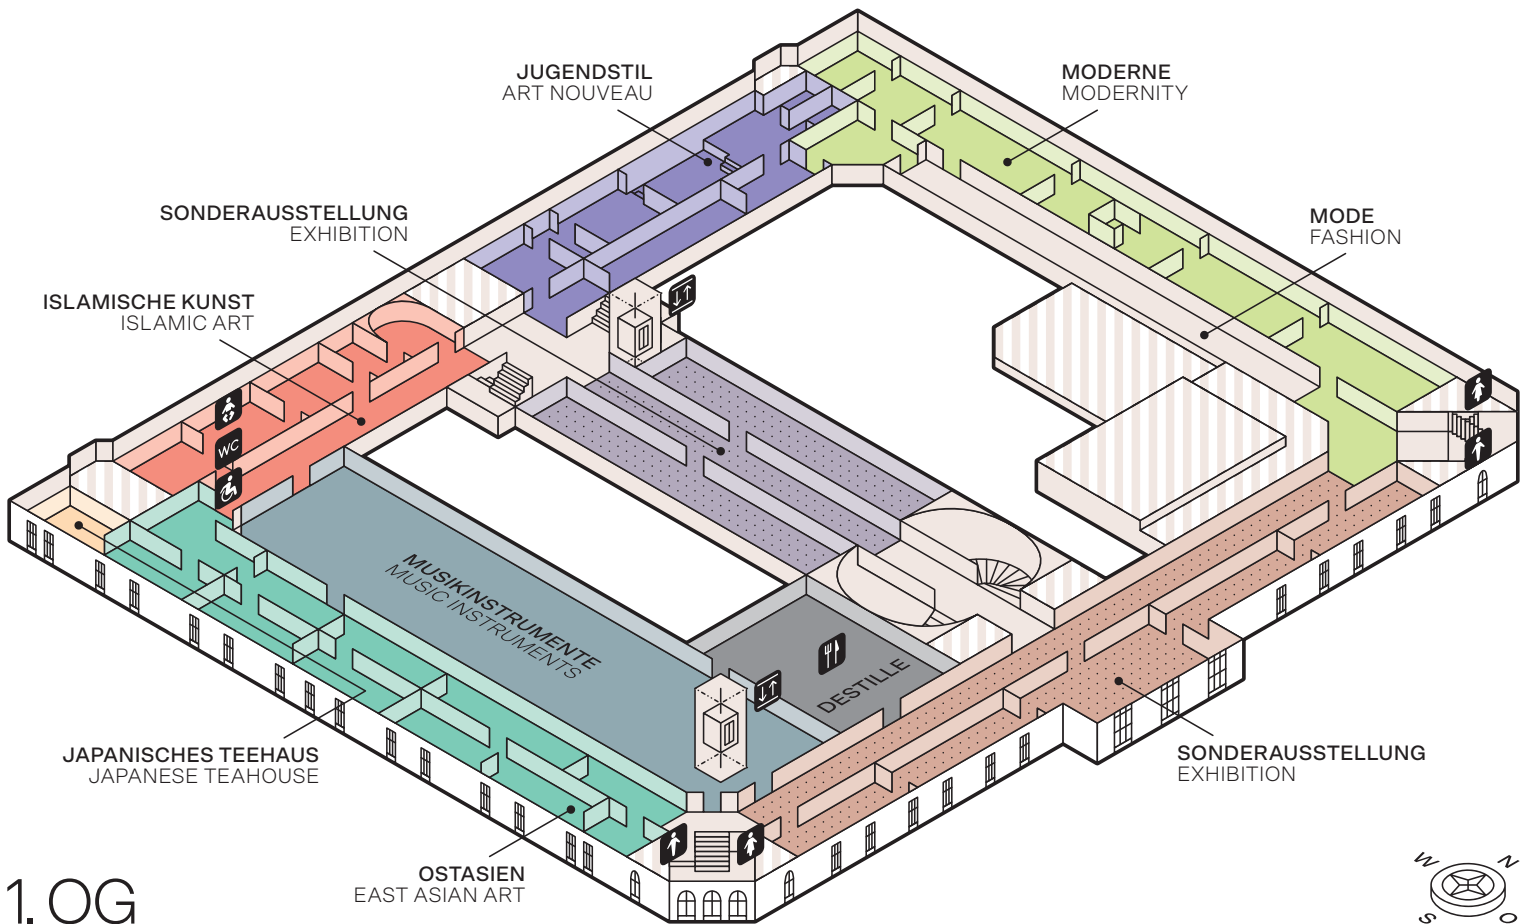 JUGENDSTIL
ART NOUVEAU
MODERNE
MODERNITY
SONDERAUSSTELLUNG
EXHIBITION
MODE
FASHION
ISLAMISCHE KUNST
ISLAMIC ART
WC
MUSIKINSTRUMENTE
MUSIC INSTRUMENTS
DESTILLE
JAPANISCHES TEEHAUS
JAPANESE TEAHOUSE
SONDERAUSSTELLUNG
EXHIBITION
OSTASIEN
EAST ASIAN ART
1. OG
W N
S O